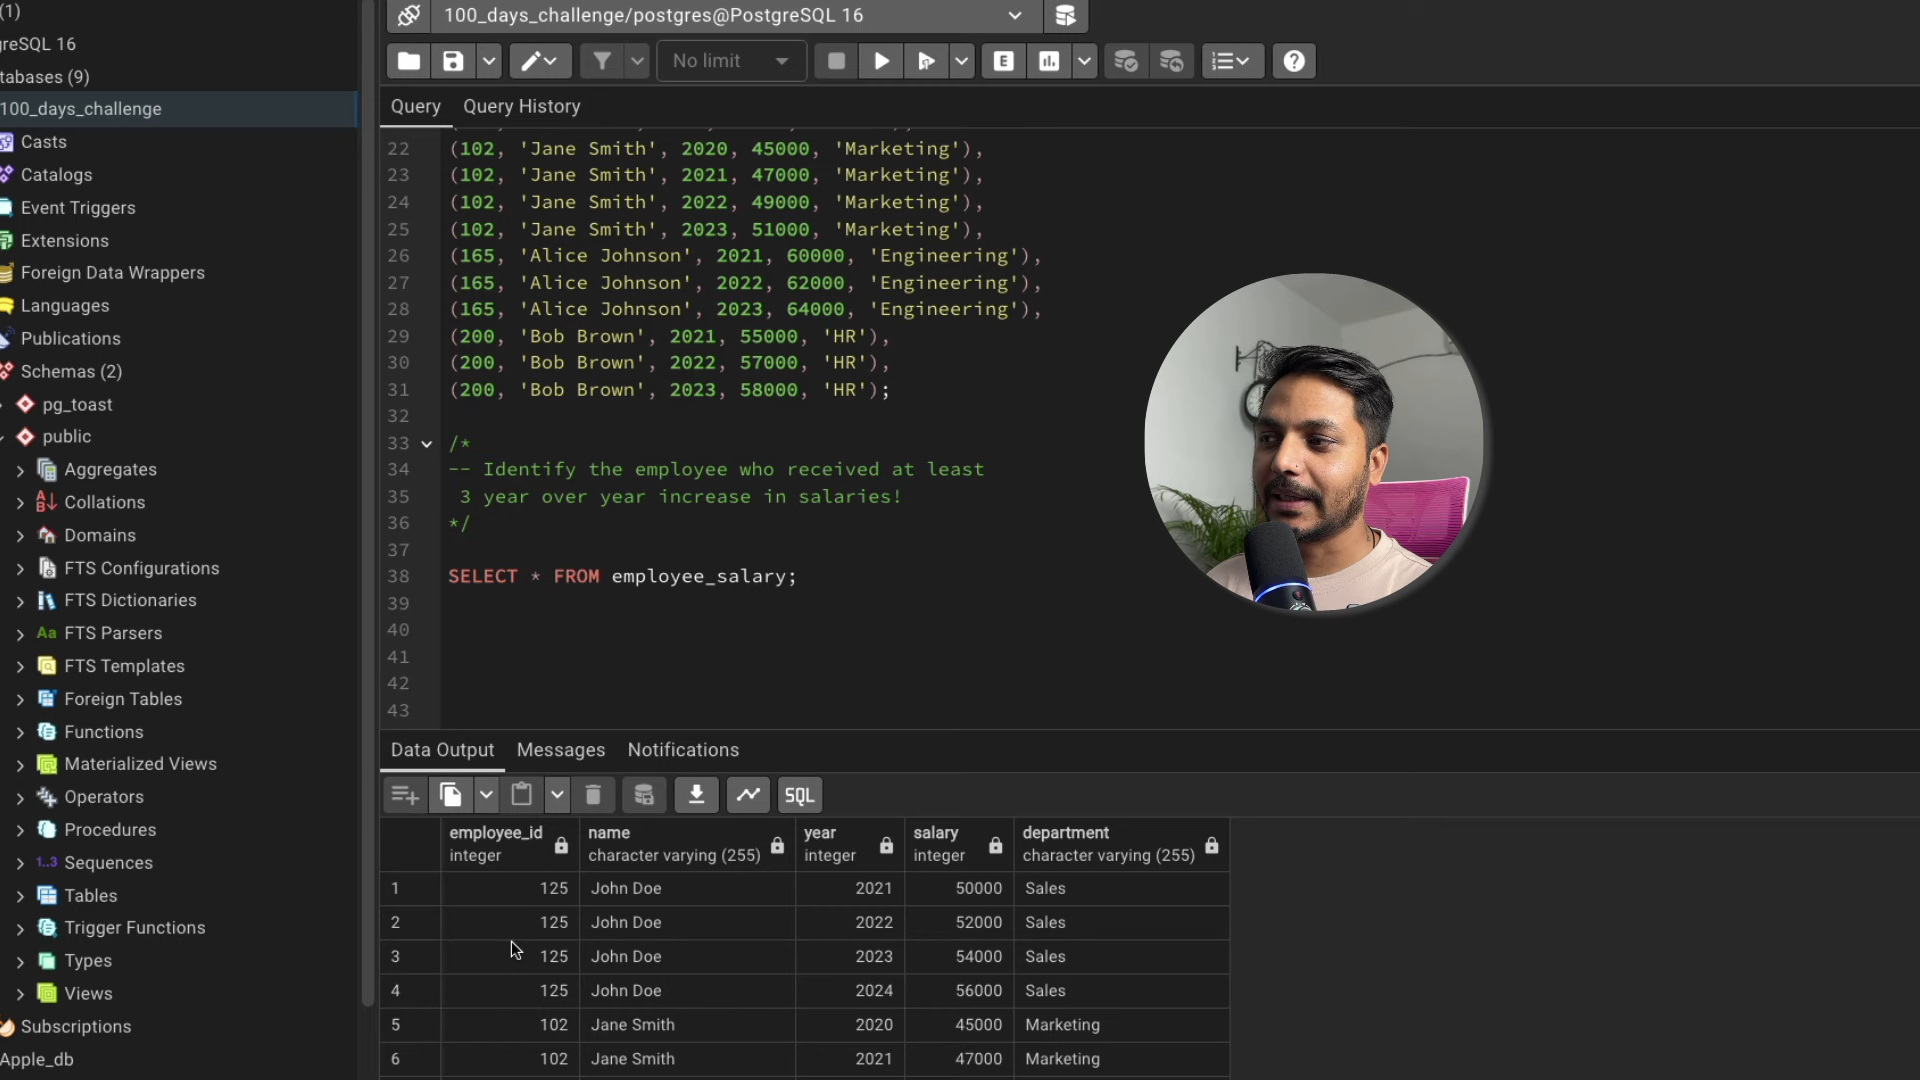 (1)
reSQL 16
tabases (9)
100_days_challenge
Casts
Catalogs
Event Triggers
Extensions
Foreign Data Wrappers
Languages
Publications
Schemas (2)
pg_toast
public
Aggregates
Collations
Domains
FTS Configurations
FTS Dictionaries
Aa FTS Parsers
FTS Templates
Foreign Tables
Functions
Materialized Views
Operators
Procedures
1..3 Sequences
Tables
Trigger Functions
Types
Views
Subscriptions
Apple_db
100_days_challenge/postgres@PostgreSQL 16
No limit
E
Query Query History
22 (102, 'Jane Smith', 2020, 45000, 'Marketing'),
23 (102, 'Jane Smith', 2021, 47000, 'Marketing'),
24 (102, 'Jane Smith', 2022, 49000, 'Marketing'),
25 (102, 'Jane Smith', 2023, 51000, 'Marketing'),
26 (165, 'Alice Johnson', 2021, 60000, 'Engineering'),
27 (165, 'Alice Johnson', 2022, 62000, 'Engineering'),
28 (165, 'Alice Johnson', 2023, 64000, 'Engineering'),
29 (200, 'Bob Brown', 2021, 55000, 'HR'),
30 (200, 'Bob Brown', 2022, 57000, 'HR'),
31 (200, 'Bob Brown', 2023, 58000, 'HR');
32
33 /*
34 -- Identify the employee who received at least
35 3 year over year increase in salaries!
36 */
37
38 SELECT * FROM employee_salary;
39
40
41
42
43
Data Output Messages Notifications
SQL
employee_id name year salary department
integer character varying (255) integer integer character varying (255)
1 125 John Doe 2021 50000 Sales
2 125 John Doe 2022 52000 Sales
3 125 John Doe 2023 54000 Sales
4 125 John Doe 2024 56000 Sales
5 102 Jane Smith 2020 45000 Marketing
6 102 Jane Smith 2021 47000 Marketing